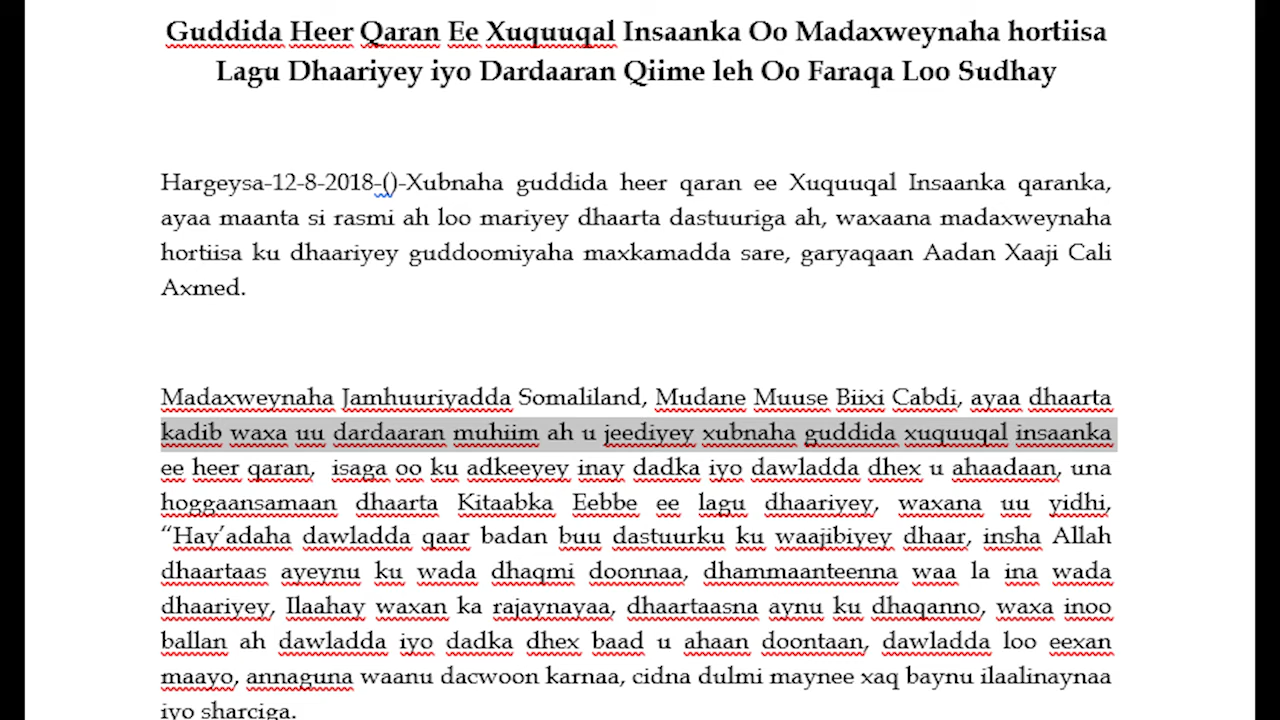 Guddida Heer Qaran Ee Xuquuqal Insaanka Oo Madaxweynaha hortiisa
Lagu Dhaariyey iyo Dardaaran Qiime leh Oo Faraqa Loo Sudhay
Hargeysa-12-8-2018-()-Xubnaha guddida heer qaran ee Xuquuqal Insaanka qaranka,
ayaa maanta si rasmi ah loo mariyey dhaarta dastuuriga ah, waxaana madaxweynaha
hortiisa ku dhaariyey guddoomiyaha maxkamadda sare, garyaqaan Aadan Xaaji Cali
Axmed.
Madaxweynaha Jamhuuriyadda Somaliland, Mudane Muuse Biixi Cabdi, ayaa dhaarta
kadib waxa uu dardaaran muhiim ah u jeediyey xubnaha guddida xuquuqal insaanka
ee heer qaran, isaga oo ku adkeeyey inay dadka iyo dawladda dhex u ahaadaan, una
hoggaansamaan dhaarta Kitaabka Eebbe ee lagu dhaariyey, waxana uu yidhi,
“Hay’adaha dawladda qaar badan buu dastuurku ku waajibiyey dhaar, insha Allah
dhaartaas ayeynu ku wada dhaqmi doonnaa, dhammaanteenna waa la ina wada
dhaariyey, Ilaahay waxan ka rajaynayaa, dhaartaasna aynu ku dhaqanno, waxa inoo
ballan ah dawladda iyo dadka dhex baad u ahaan doontaan, dawladda loo eexan
maayo, annaguna waanu dacwoon karnaa, cidna dulmi maynee xaq baynu ilaalinaynaa
iyo sharciga.